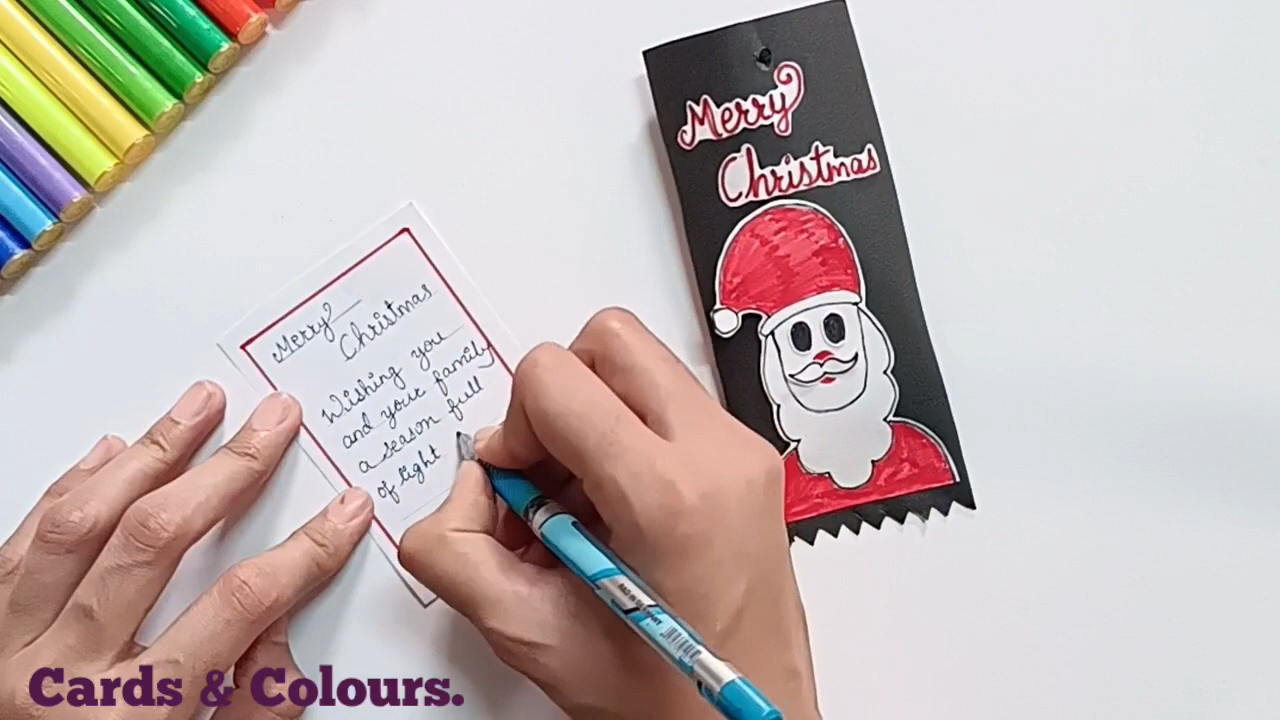 Merry
Christmas
Merry
Christmas
Wishing you
and your family
a season full
of light
Cards & Colours.